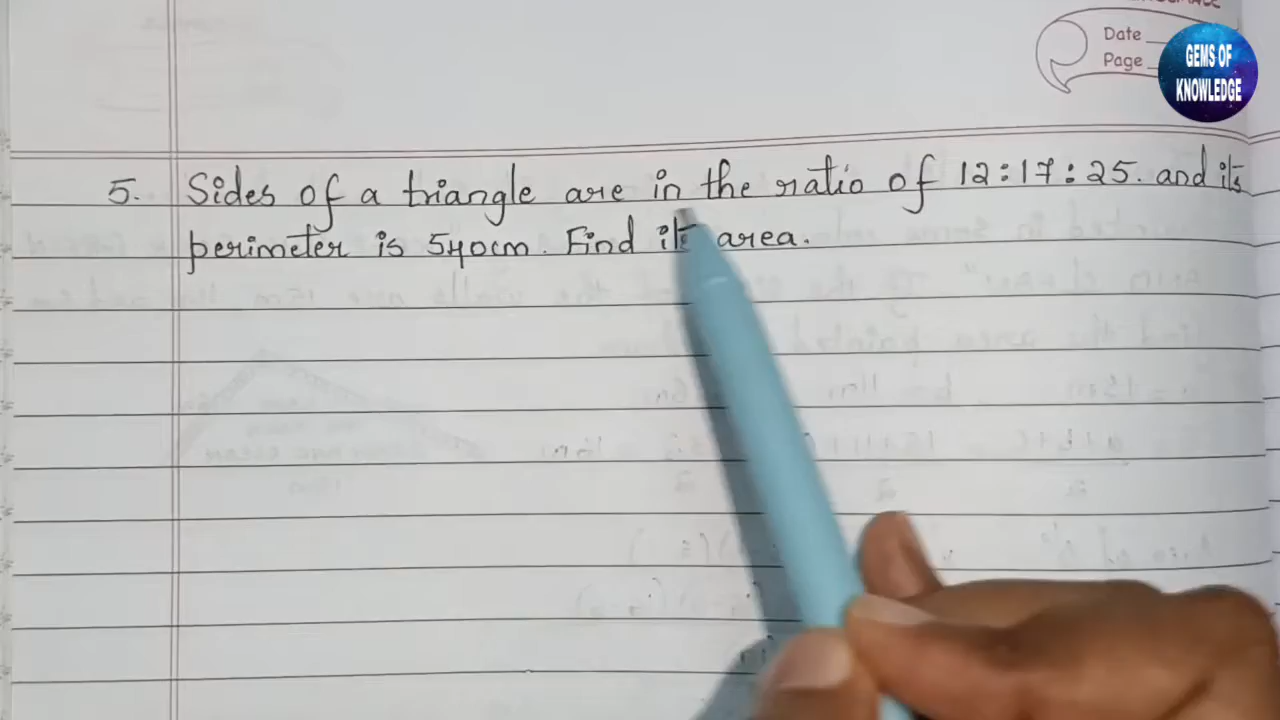 Date
Page
GEMS OF
KNOWLEDGE
5. Sides of a triangle are in the ratio of 12:17:25. and its
perimeter is 540cm. Find its area.